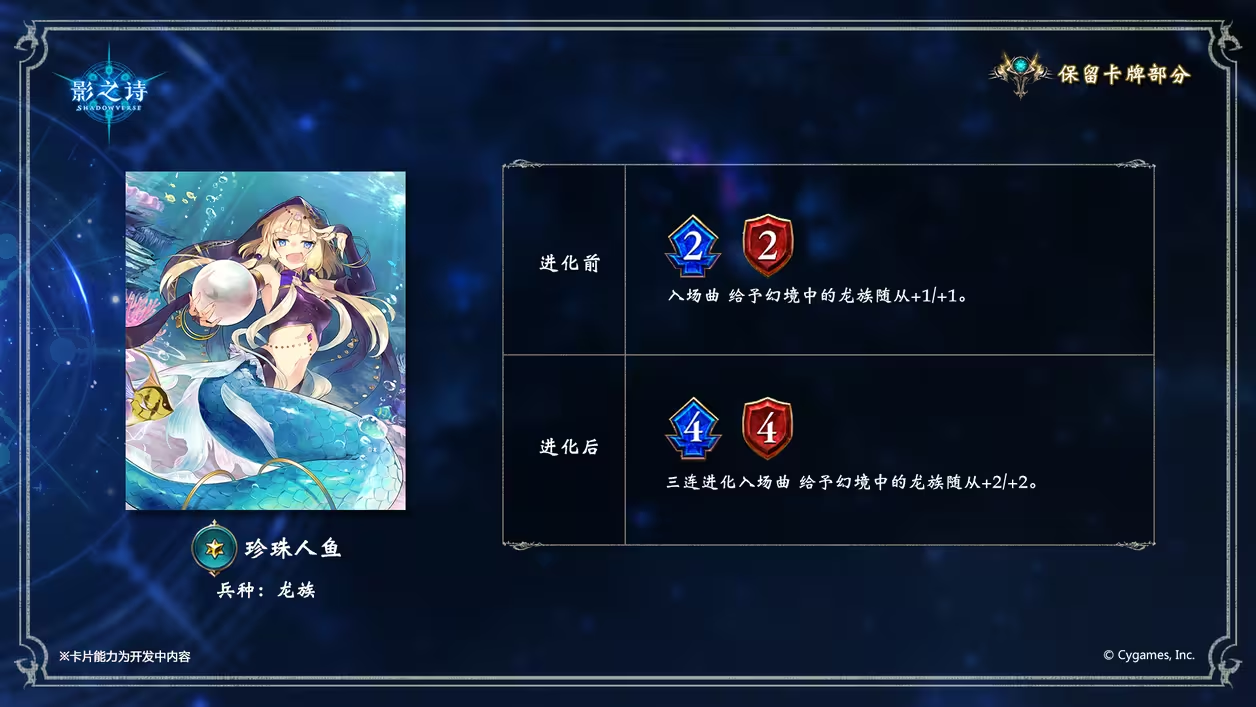 影之诗
SHADOWVERSE
保留卡牌部分
进化前
2 2
入场曲 给予幻境中的龙族随从+1/+1。
进化后
4 4
三连进化入场曲 给予幻境中的龙族随从+2/+2。
珍珠人鱼
兵种：龙族
※卡片能力为开发中内容
© Cygames, Inc.